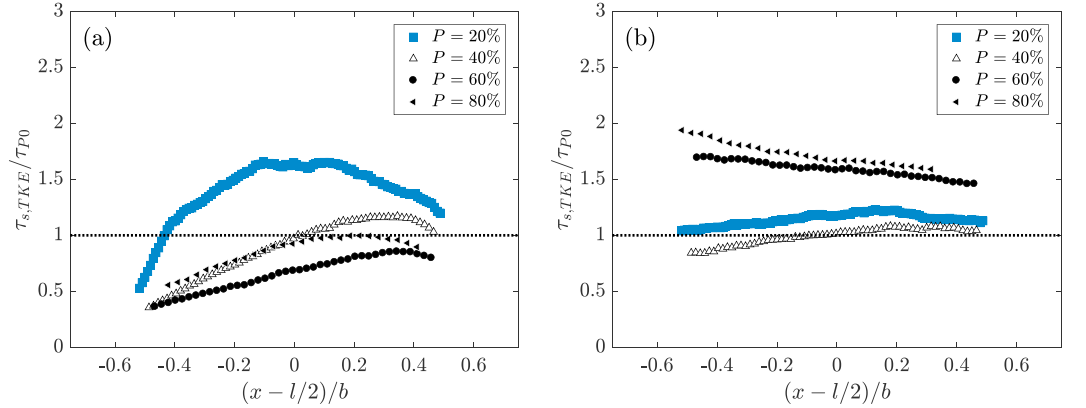 (a)
P = 20%
P = 40%
P = 60%
P = 80%
τs,TKE/τP0
3
2.5
2
1.5
1
0.5
0
-0.6 -0.4 -0.2 0 0.2 0.4 0.6
(x − l/2)/b
(b)
P = 20%
P = 40%
P = 60%
P = 80%
τs,TKE/τP0
3
2.5
2
1.5
1
0.5
0
-0.6 -0.4 -0.2 0 0.2 0.4 0.6
(x − l/2)/b